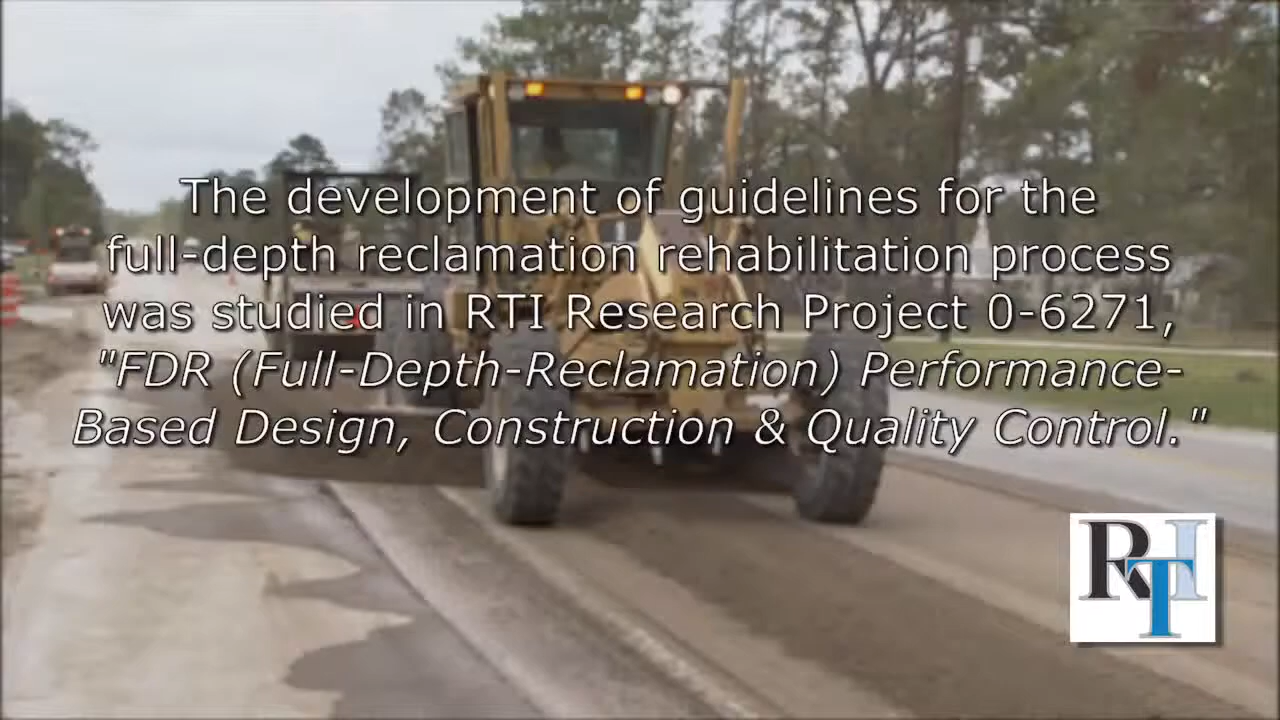 The development of guidelines for the
full-depth reclamation rehabilitation process
was studied in RTI Research Project 0-6271,
"FDR (Full-Depth-Reclamation) Performance-
Based Design, Construction & Quality Control."
RTI